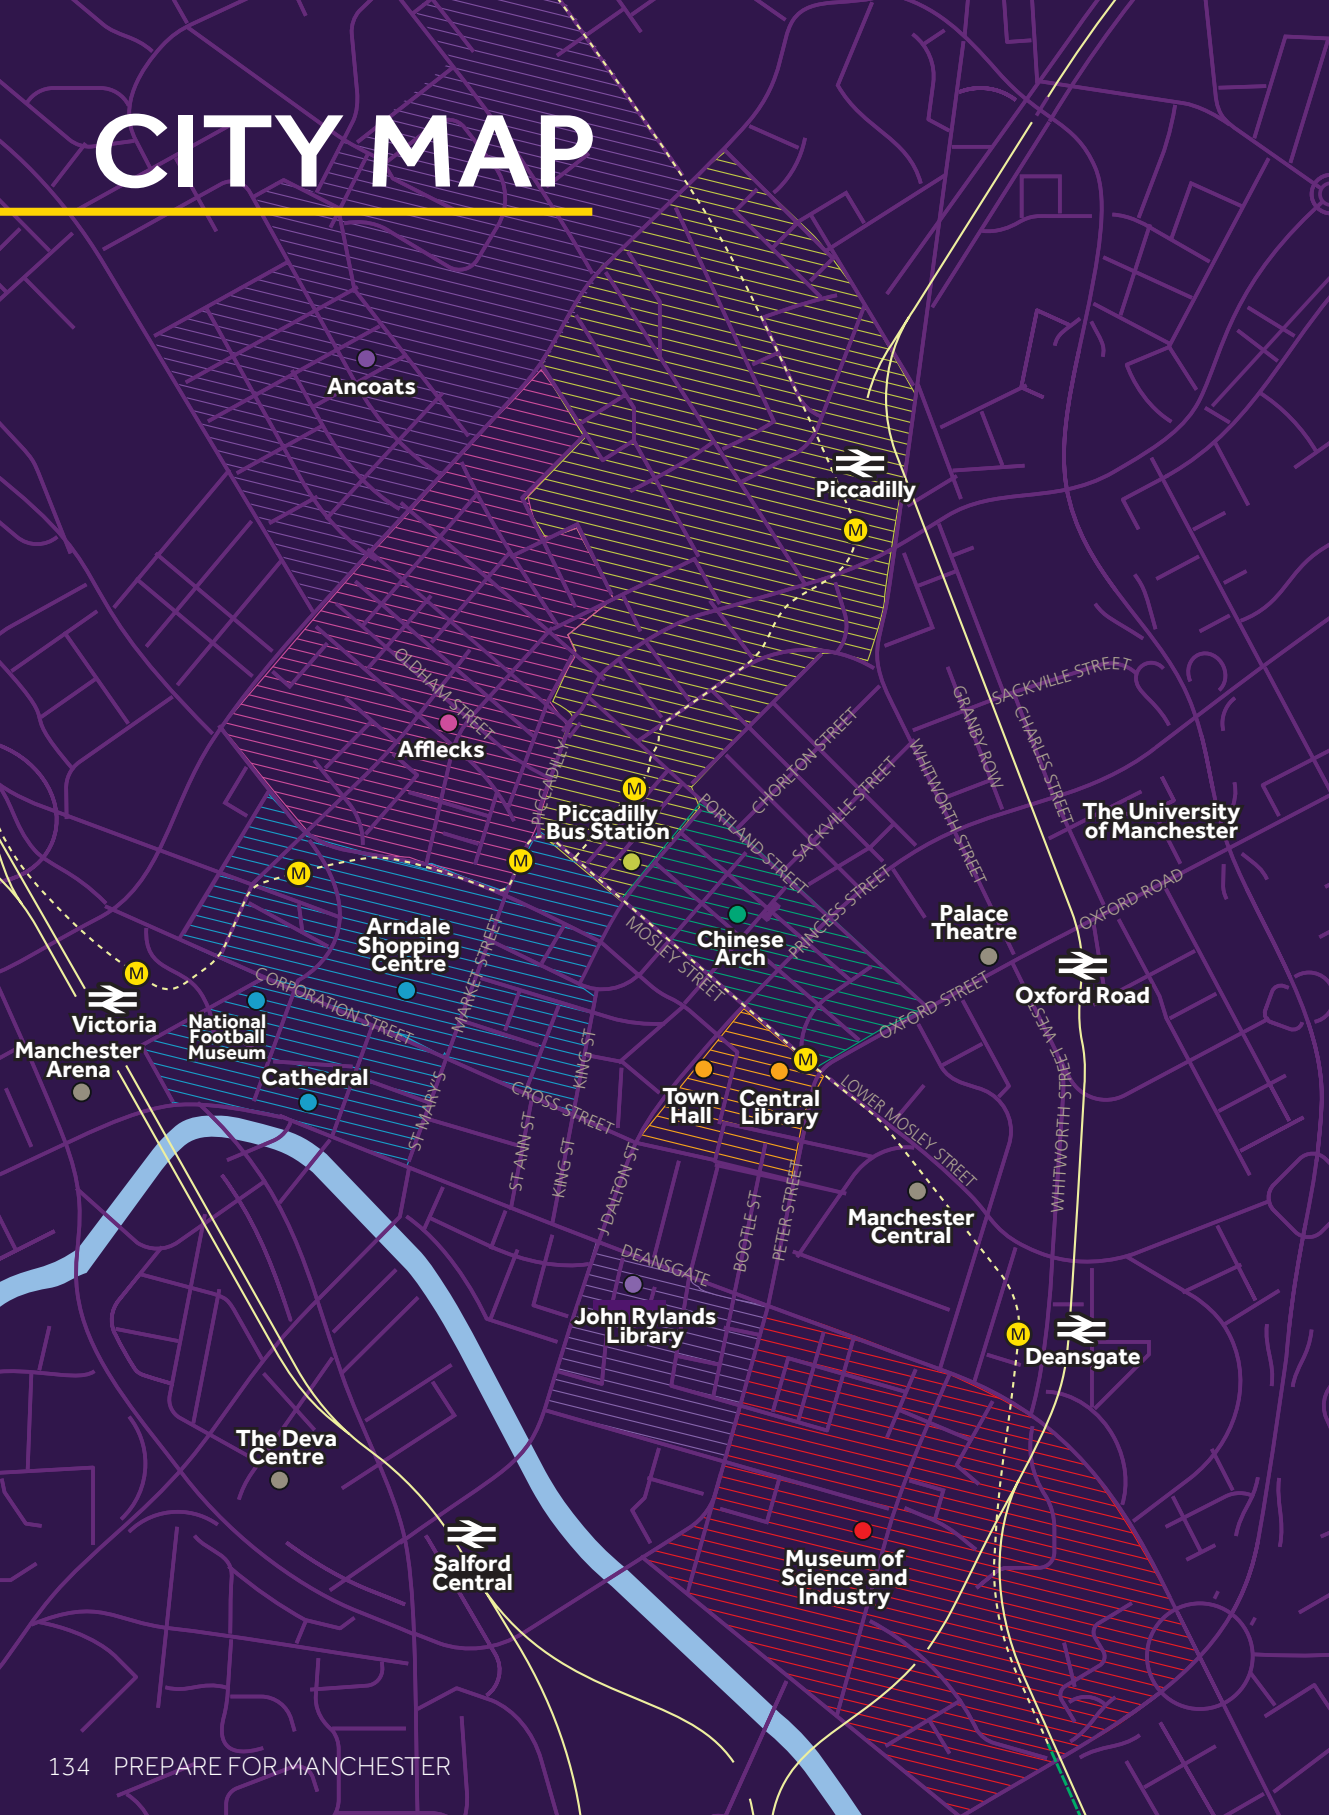 CITY MAP
Ancoats
Piccadilly
M
OLDHAM STREET
Afflecks
SACKVILLE STREET
GRANBY ROW
CHARLES STREET
CHORLTON STREET
WHITWORTH STREET
PICCADILLY
M
Piccadilly
Bus Station
PORTLAND STREET
SACKVILLE STREET
The University
of Manchester
M
M
PRINCESS STREET
OXFORD ROAD
Arndale
Shopping
Centre
MARKET STREET
MOSLEY STREET
Chinese
Arch
Palace
Theatre
M
Victoria
CORPORATION STREET
National
Football
Museum
OXFORD STREET
Oxford Road
Manchester
Arena
Cathedral
KING ST
M
Town
Hall
Central
Library
WHITWORTH STREET WEST
ST MARY'S
CROSS STREET
LOWER MOSLEY STREET
ST ANN ST
KING ST
J DALTON ST
BOOTLE ST
PETER STREET
Manchester
Central
DEANSGATE
John Rylands
Library
M
Deansgate
The Deva
Centre
Salford
Central
Museum of
Science and
Industry
134 PREPARE FOR MANCHESTER